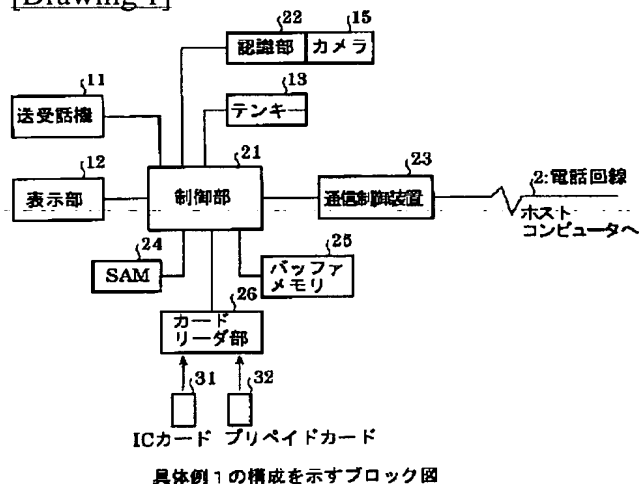 [Drawing 1]
22 15
認識部 カメラ
11
送受話機
13
テンキー
12
表示部
21
制御部
23
通信制御装置
2:電話回線
ホスト
コンピュータへ
24
SAM
25
バッファ
メモリ
26
カード
リーダ部
31 32
ICカード プリペイドカード
具体例1の構成を示すブロック図